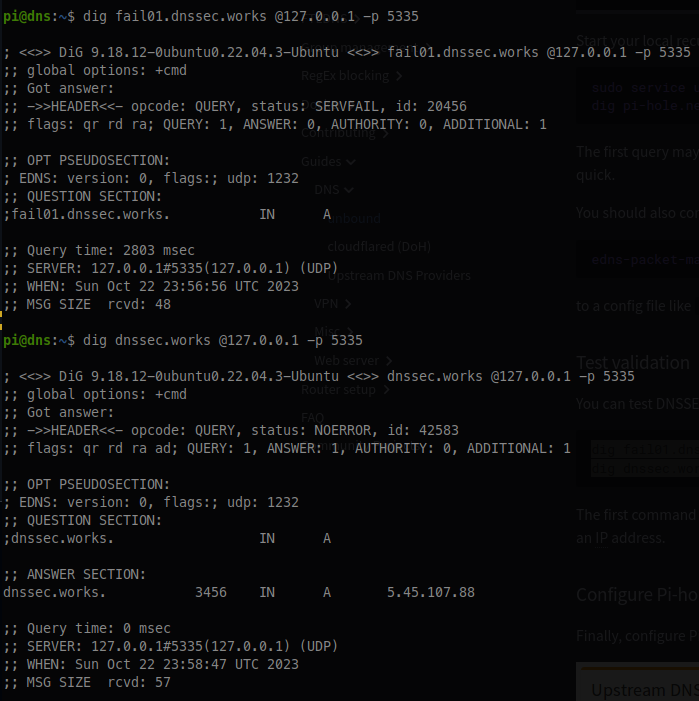 pi@dns:~$ dig fail01.dnssec.works @127.0.0.1 -p 5335
; <<>> DiG 9.18.12-0ubuntu0.22.04.3-Ubuntu <<>> fail01.dnssec.works @127.0.0.1 -p 5335
;; global options: +cmd
;; Got answer:
;; ->>HEADER<<- opcode: QUERY, status: SERVFAIL, id: 20456
;; flags: qr rd ra; QUERY: 1, ANSWER: 0, AUTHORITY: 0, ADDITIONAL: 1
;; OPT PSEUDOSECTION:
; EDNS: version: 0, flags:; udp: 1232
;; QUESTION SECTION:
;fail01.dnssec.works. IN A
;; Query time: 2803 msec
;; SERVER: 127.0.0.1#5335(127.0.0.1) (UDP)
;; WHEN: Sun Oct 22 23:56:56 UTC 2023
;; MSG SIZE rcvd: 48
pi@dns:~$ dig dnssec.works @127.0.0.1 -p 5335
; <<>> DiG 9.18.12-0ubuntu0.22.04.3-Ubuntu <<>> dnssec.works @127.0.0.1 -p 5335
;; global options: +cmd
;; Got answer:
;; ->>HEADER<<- opcode: QUERY, status: NOERROR, id: 42583
;; flags: qr rd ra ad; QUERY: 1, ANSWER: 1, AUTHORITY: 0, ADDITIONAL: 1
;; OPT PSEUDOSECTION:
; EDNS: version: 0, flags:; udp: 1232
;; QUESTION SECTION:
;dnssec.works. IN A
;; ANSWER SECTION:
dnssec.works. 3456 IN A 5.45.107.88
;; Query time: 0 msec
;; SERVER: 127.0.0.1#5335(127.0.0.1) (UDP)
;; WHEN: Sun Oct 22 23:58:47 UTC 2023
;; MSG SIZE rcvd: 57
RegEx blocking
Contributing
Guides
DNS
unbound
cloudflared (DoH)
Upstream DNS Providers
VPN
Misc
Web server
Router setup
FAQ
Start your local recu
sudo service
dig pi-hole.ne
The first query may
quick.
You should also con
edns-packet-ma
to a config file like
Test validation
You can test DNSSE
dig fail01.dn
dig dnssec.wo
The first command
an IP address.
Configure Pi-ho
Finally, configure P
Upstream DNS